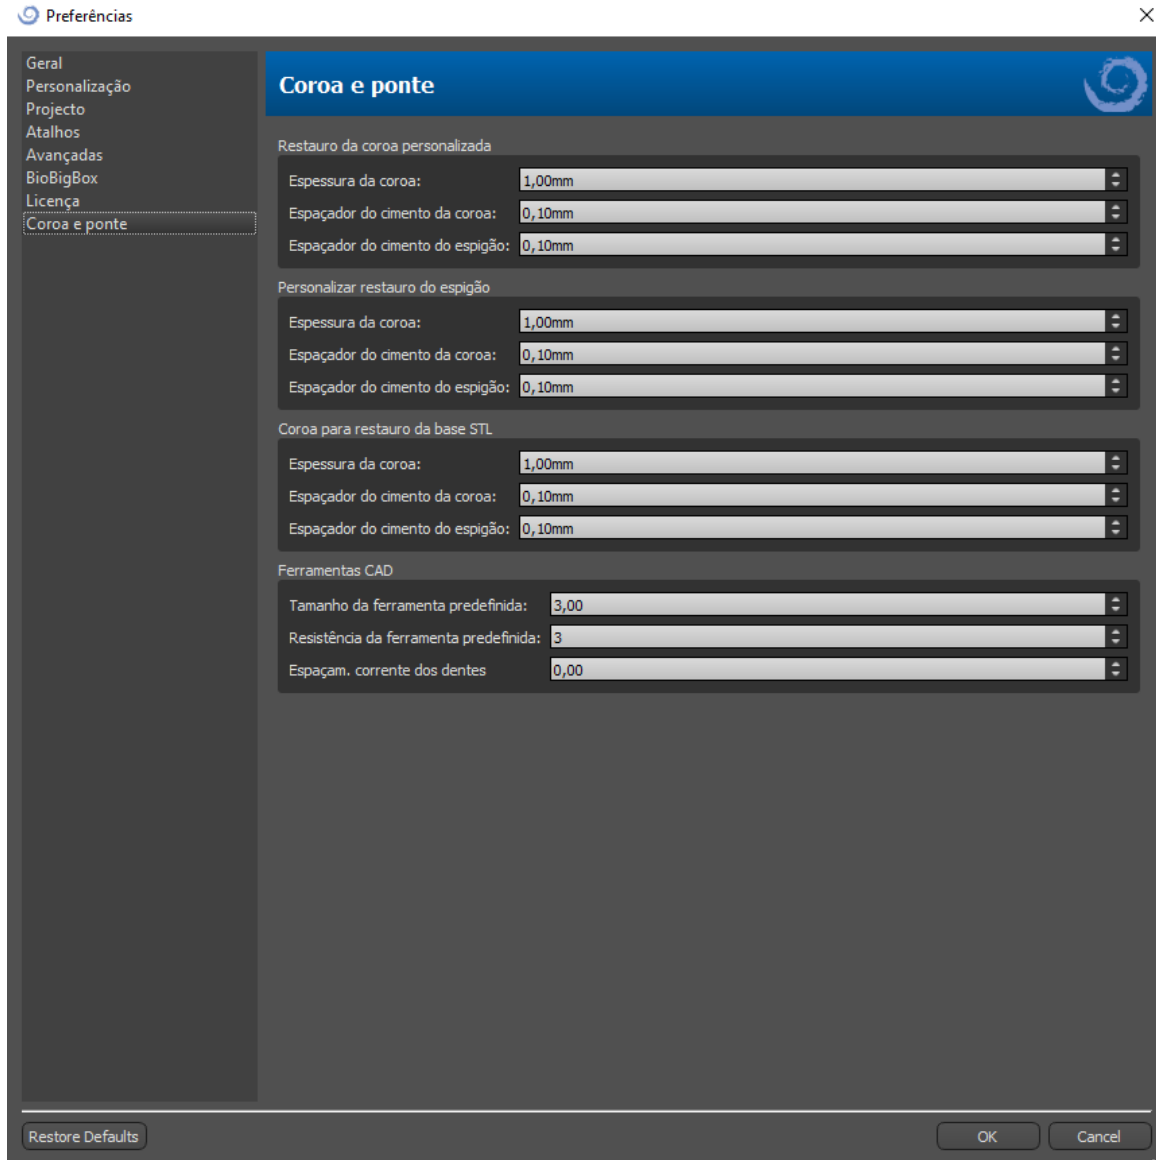 Preferências
Geral
Personalização
Projecto
Atalhos
Avançadas
BioBigBox
Licença
Coroa e ponte
Coroa e ponte
Restauro da coroa personalizada
Espessura da coroa: 1,00mm
Espaçador do cimento da coroa: 0,10mm
Espaçador do cimento do espigão: 0,10mm
Personalizar restauro do espigão
Espessura da coroa: 1,00mm
Espaçador do cimento da coroa: 0,10mm
Espaçador do cimento do espigão: 0,10mm
Coroa para restauro da base STL
Espessura da coroa: 1,00mm
Espaçador do cimento da coroa: 0,10mm
Espaçador do cimento do espigão: 0,10mm
Ferramentas CAD
Tamanho da ferramenta predefinida: 3,00
Resistência da ferramenta predefinida: 3
Espaçam. corrente dos dentes 0,00
Restore Defaults OK Cancel